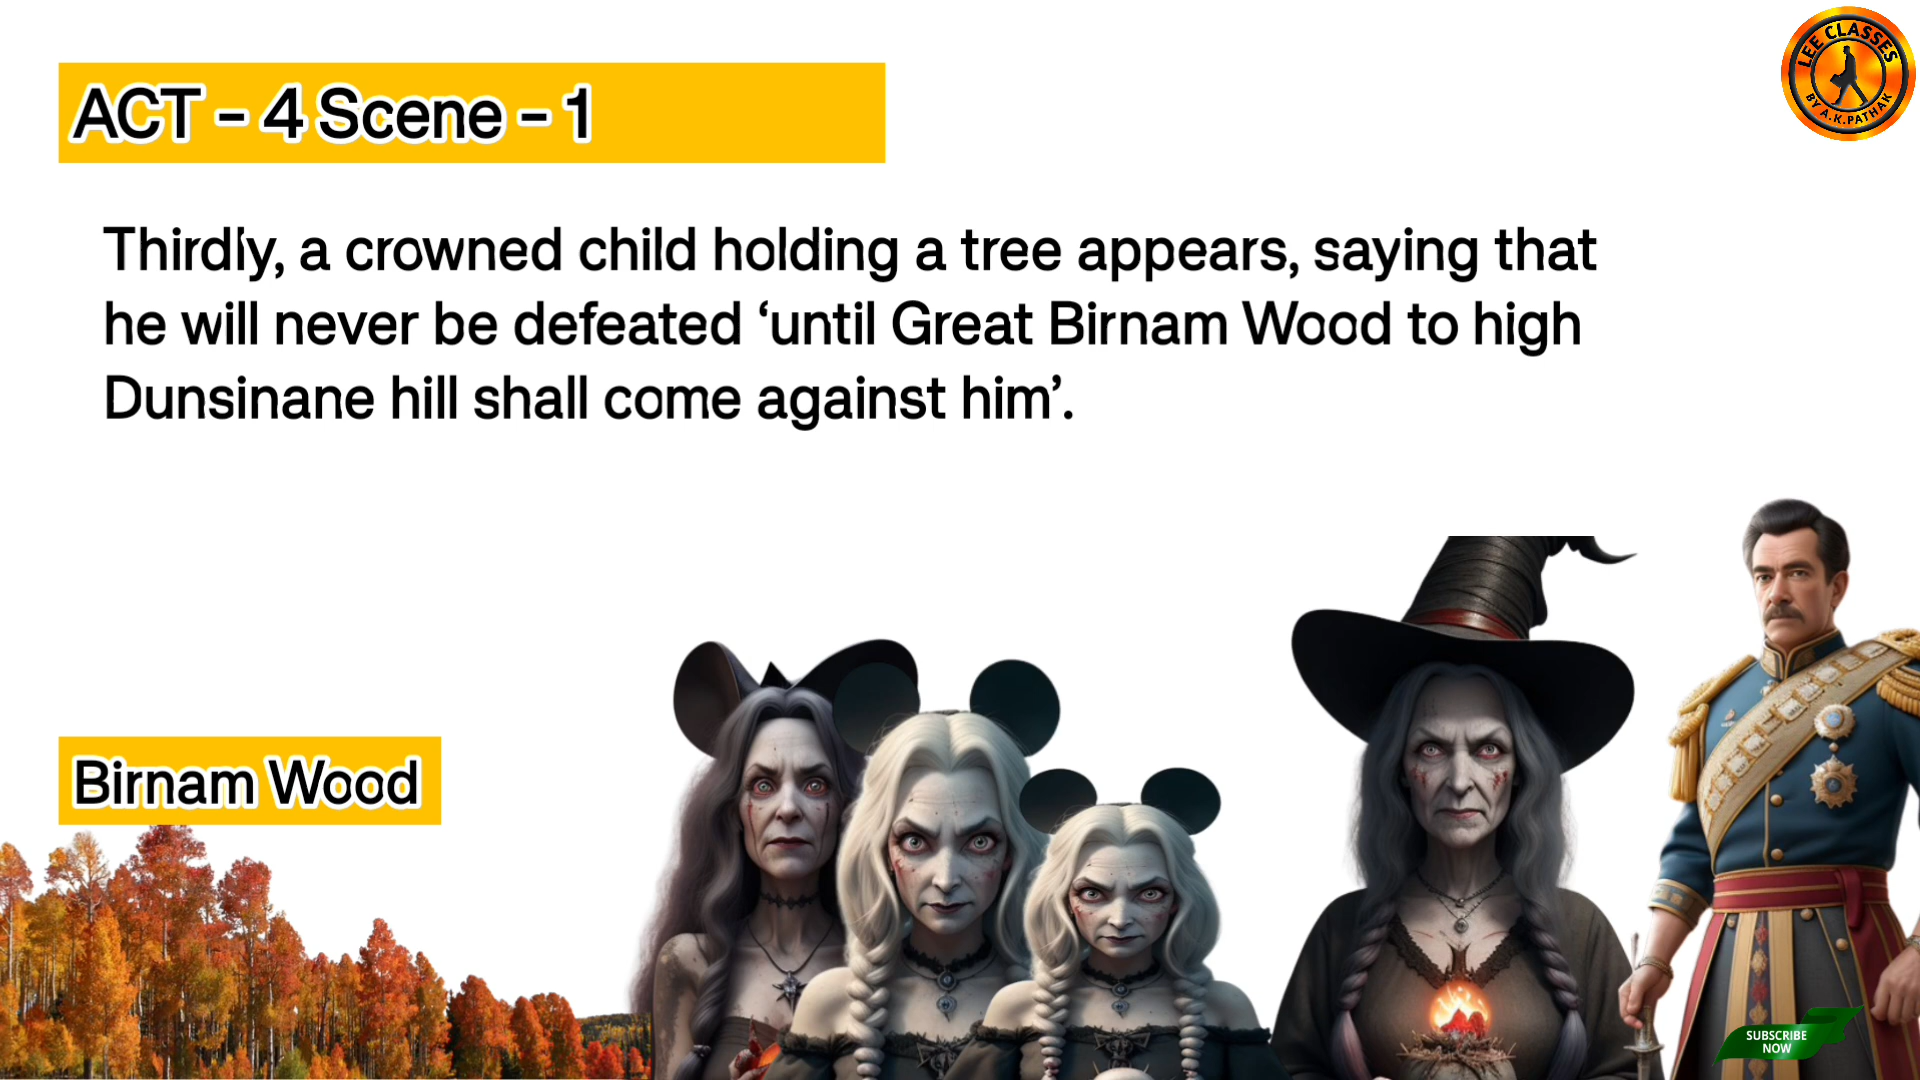 LEE CLASSES
BY A.K.PATHAK
ACT - 4 Scene - 1
Thirdly, a crowned child holding a tree appears, saying that
he will never be defeated ‘until Great Birnam Wood to high
Dunsinane hill shall come against him’.
Birnam Wood
SUBSCRIBE
NOW